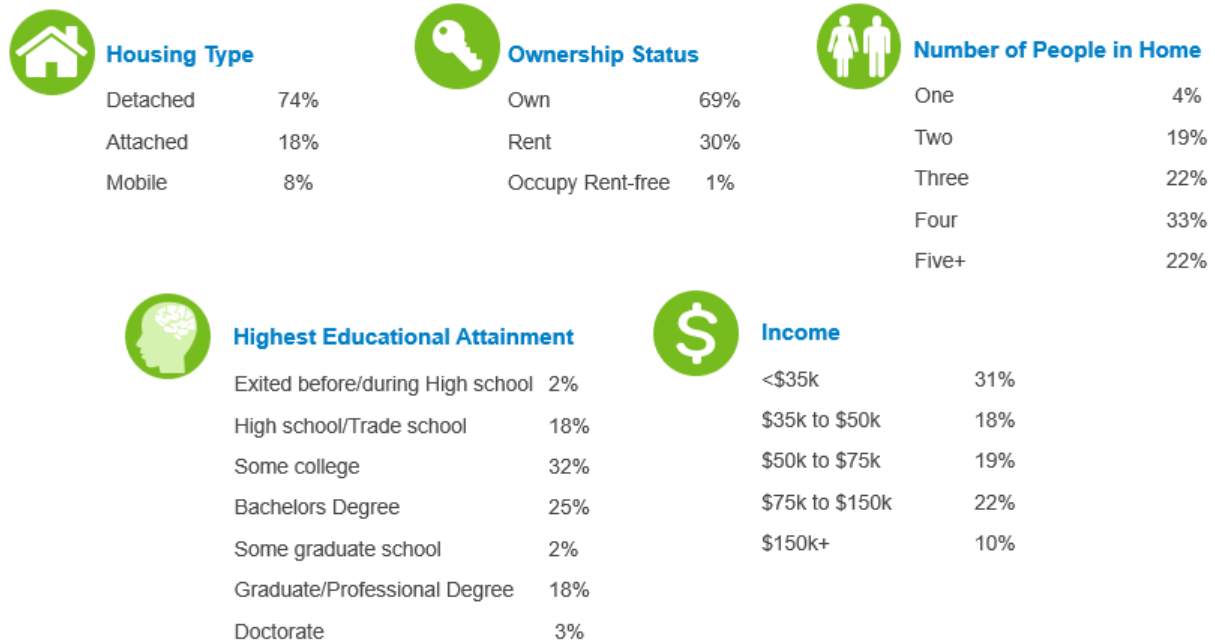 Housing Type
Detached 74%
Attached 18%
Mobile 8%
Ownership Status
Own 69%
Rent 30%
Occupy Rent-free 1%
Number of People in Home
One 4%
Two 19%
Three 22%
Four 33%
Five+ 22%
Highest Educational Attainment
Exited before/during High school 2%
High school/Trade school 18%
Some college 32%
Bachelors Degree 25%
Some graduate school 2%
Graduate/Professional Degree 18%
Doctorate 3%
$
Income
<$35k 31%
$35k to $50k 18%
$50k to $75k 19%
$75k to $150k 22%
$150k+ 10%